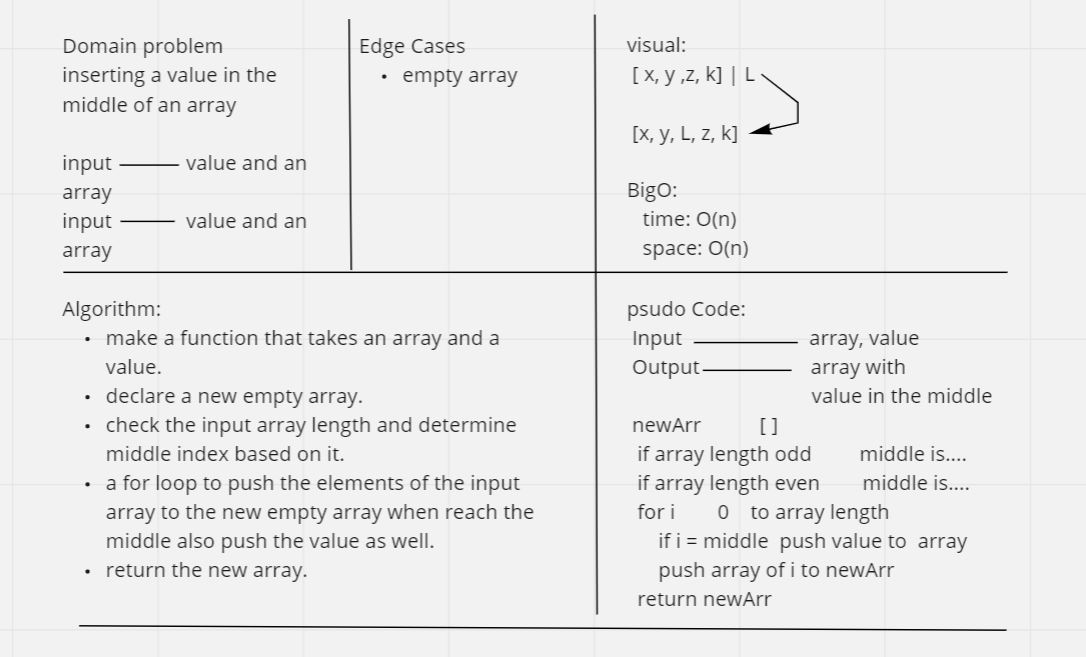 Domain problem
inserting a value in the
middle of an array
input value and an
array
input value and an
array
Edge Cases
• empty array
visual:
[ x, y ,z, k] | L
[x, y, L, z, k]
BigO:
time: O(n)
space: O(n)
Algorithm:
• make a function that takes an array and a
value.
• declare a new empty array.
• check the input array length and determine
middle index based on it.
• a for loop to push the elements of the input
array to the new empty array when reach the
middle also push the value as well.
• return the new array.
psudo Code:
Input array, value
Output array with
value in the middle
newArr [ ]
if array length odd middle is....
if array length even middle is....
for i 0 to array length
if i = middle push value to array
push array of i to newArr
return newArr